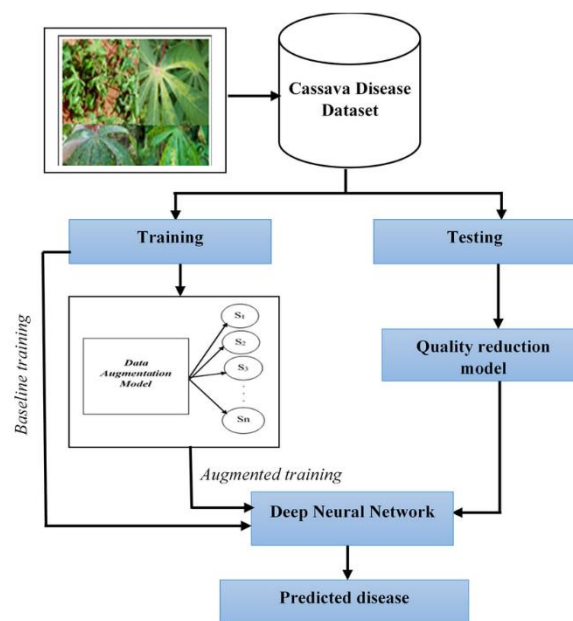 Cassava Disease
Dataset
Training
Testing
Baseline training
Data
Augmentation
Model
S1
S2
S3
Sn
Quality reduction
model
Augmented training
Deep Neural Network
Predicted disease